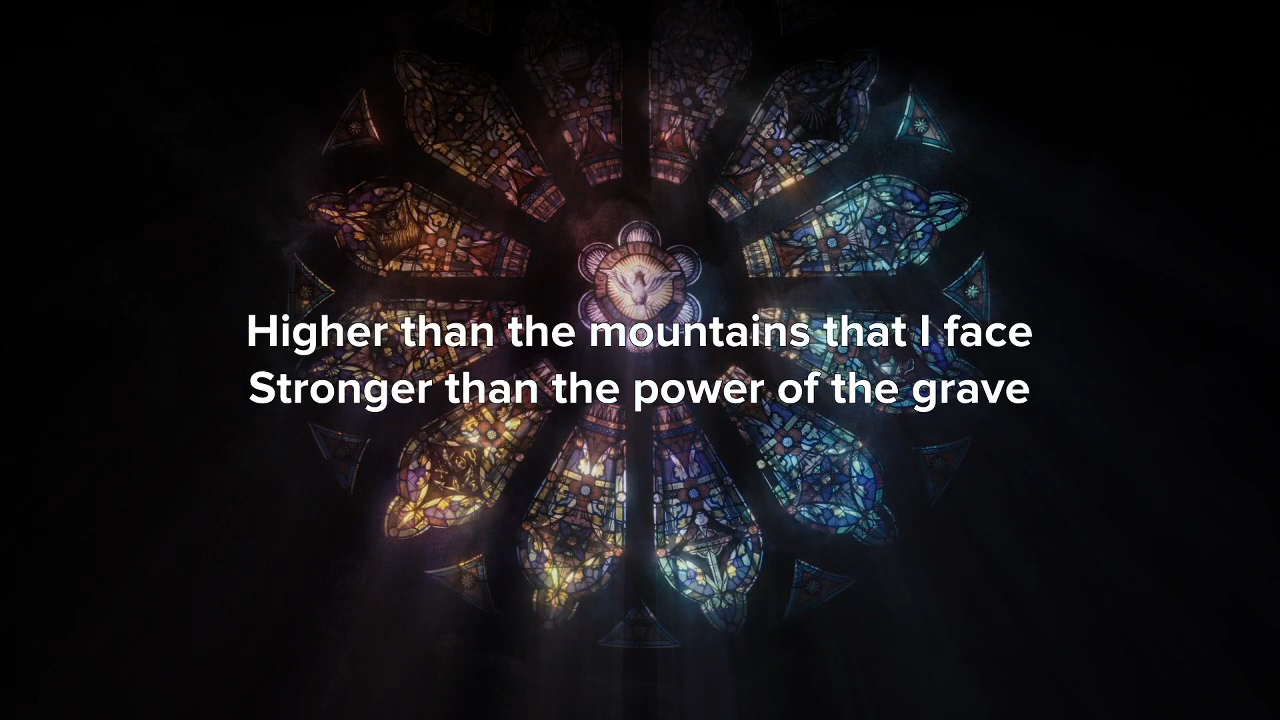 Higher than the mountains that I face
Stronger than the power of the grave